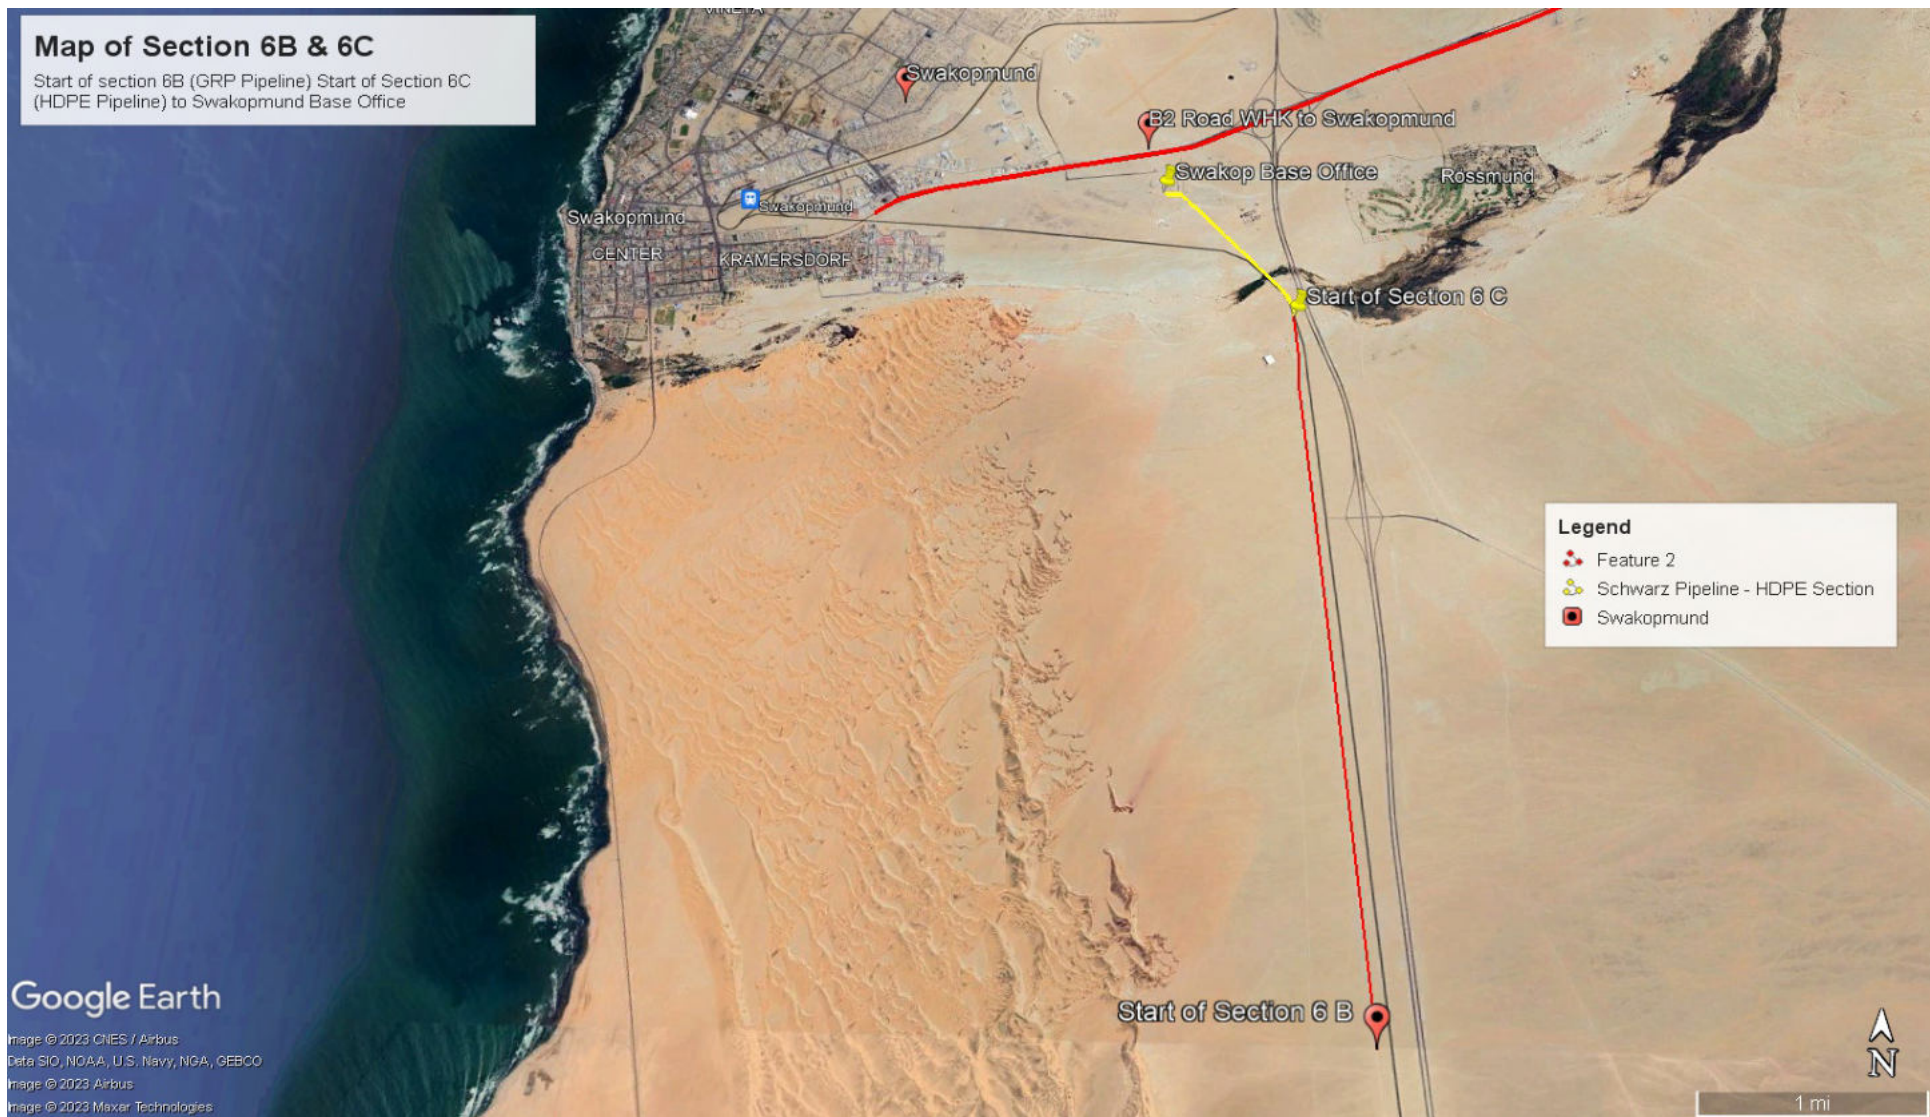 VINETA
Map of Section 6B & 6C
Start of section 6B (GRP Pipeline) Start of Section 6C
(HDPE Pipeline) to Swakopmund Base Office
Swakopmund
B2 Road WHK to Swakopmund
Swakop Base Office
Rossmund
Swakopmund
Swakopmund
CENTER
KRAMERSDORF
Start of Section 6 C
Legend
Feature 2
Schwarz Pipeline - HDPE Section
Swakopmund
Start of Section 6 B
Google Earth
Image © 2023 CNES / Airbus
Data SIO, NOAA, U.S. Navy, NGA, GEBCO
Image © 2023 Airbus
Image © 2023 Maxar Technologies
N
1 mi